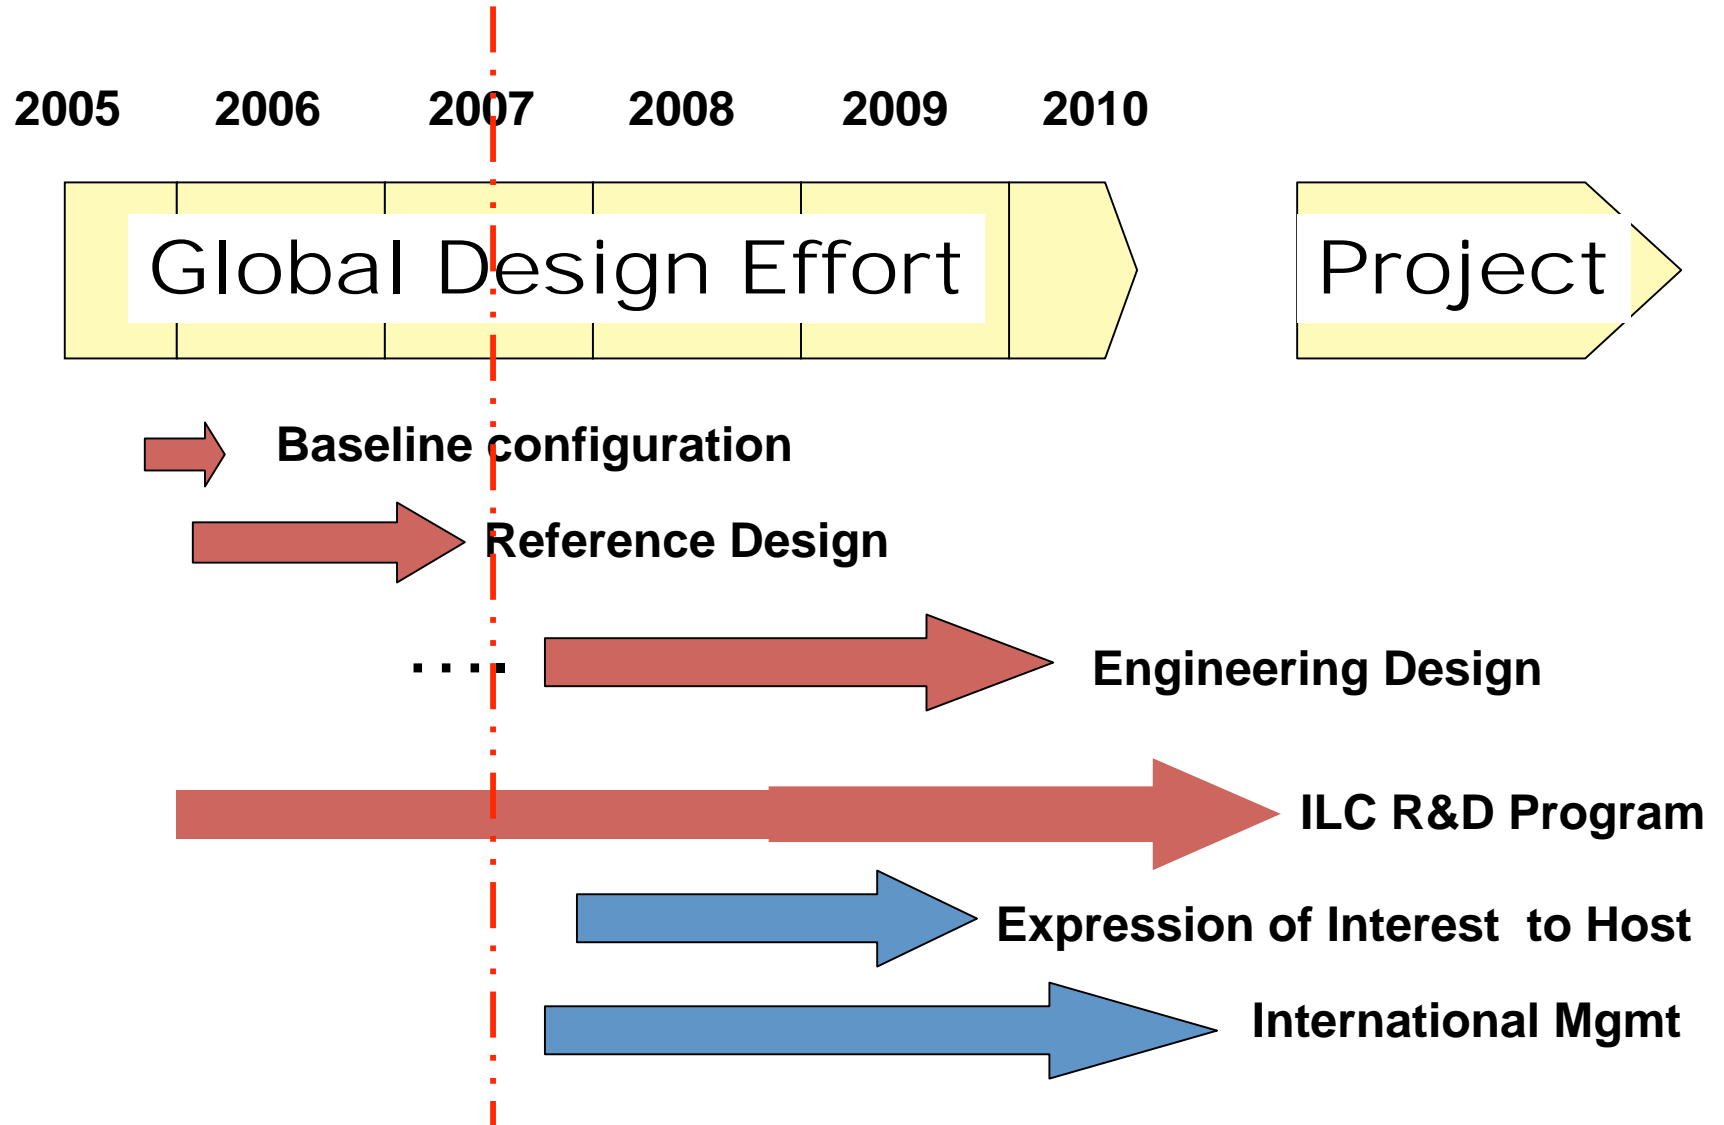 2005 2006 2007 2008 2009 2010
Global Design Effort
Project
Baseline configuration
Reference Design
....
Engineering Design
ILC R&D Program
Expression of Interest  to Host
International Mgmt